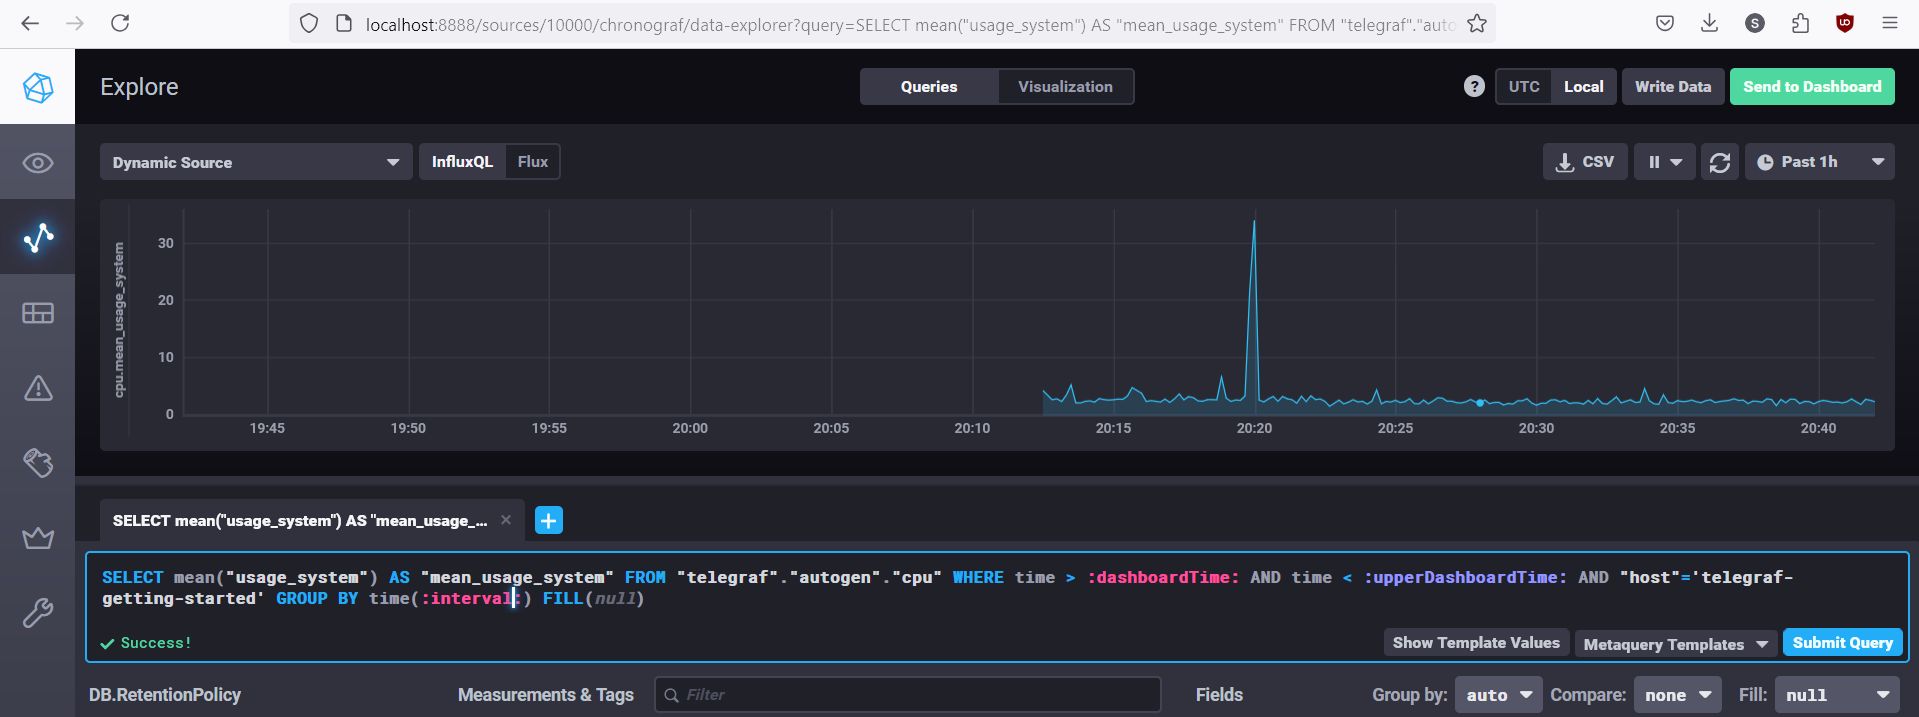 localhost:8888/sources/10000/chronograf/data-explorer?query=SELECT mean("usage_system") AS "mean_usage_system" FROM "telegraf"."auto
S
Explore
Queries
Visualization
?
UTC
Local
Write Data
Send to Dashboard
Dynamic Source
InfluxQL
Flux
CSV
Past 1h
cpu.mean_usage_system
30
20
10
0
19:45
19:50
19:55
20:00
20:05
20:10
20:15
20:20
20:25
20:30
20:35
20:40
SELECT mean("usage_system") AS "mean_usage_...
SELECT mean("usage_system") AS "mean_usage_system" FROM "telegraf"."autogen"."cpu" WHERE time > :dashboardTime: AND time < :upperDashboardTime: AND "host"='telegraf-
getting-started' GROUP BY time(:interval:) FILL(null)
Success!
Show Template Values
Metaquery Templates
Submit Query
DB.RetentionPolicy
Measurements & Tags
Filter
Fields
Group by:
auto
Compare:
none
Fill:
null